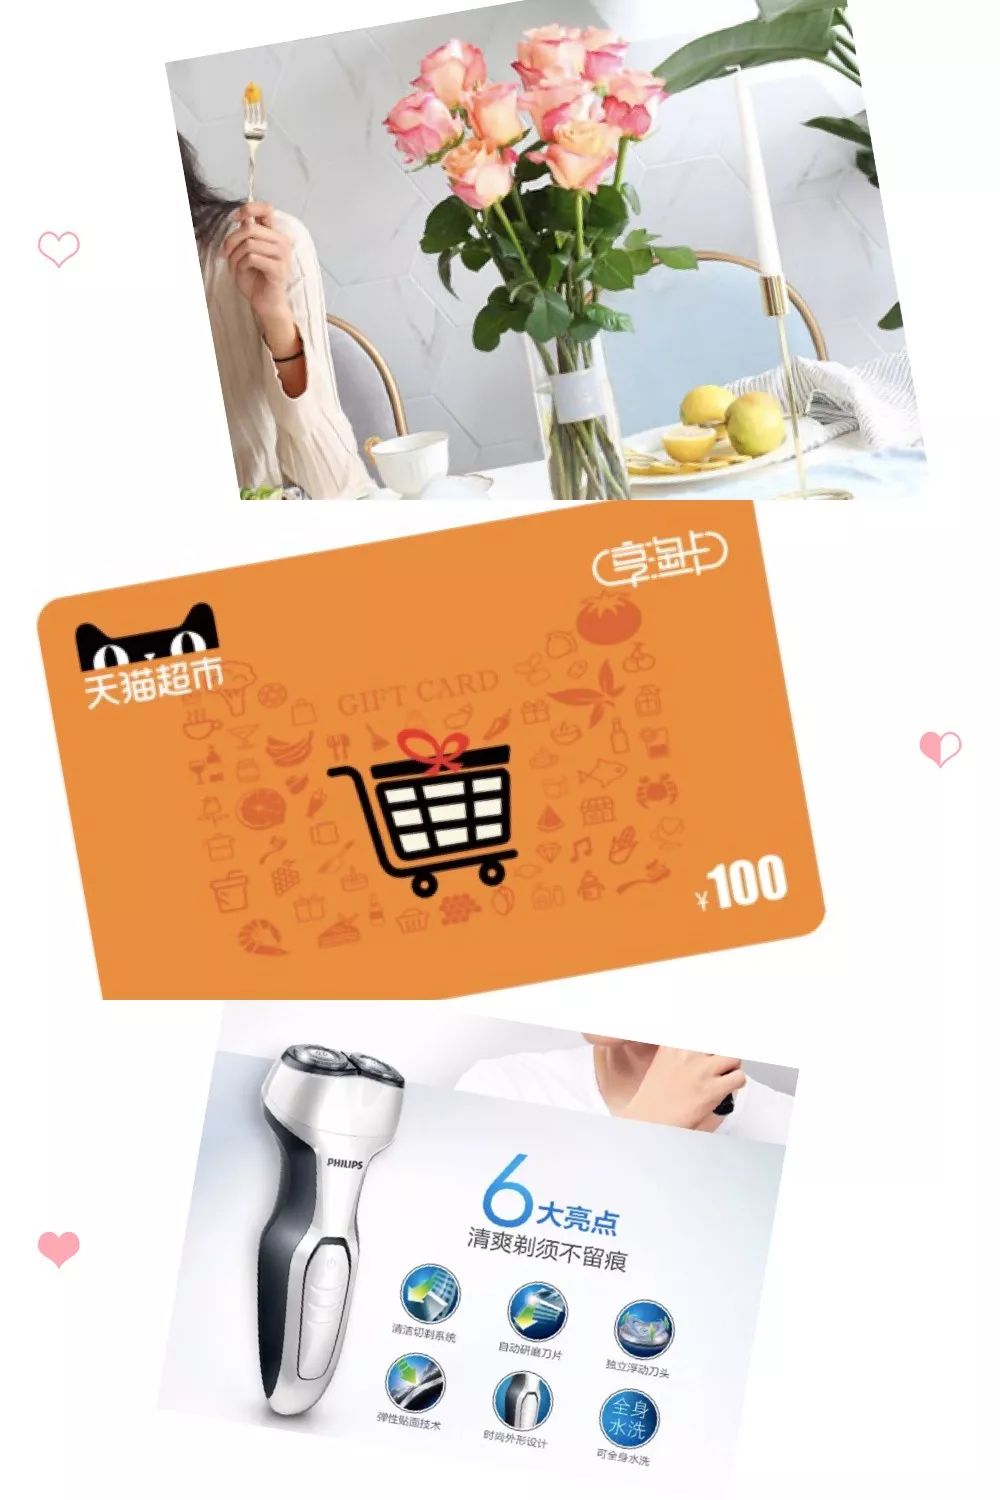 享淘卡
天猫超市
GIFT CARD
¥100
PHILIPS
6大亮点
清爽剃须不留痕
清洁切剃系统
自动研磨刀片
独立浮动刀头
弹性贴面技术
时尚外形设计
全身
水洗
可全身水洗